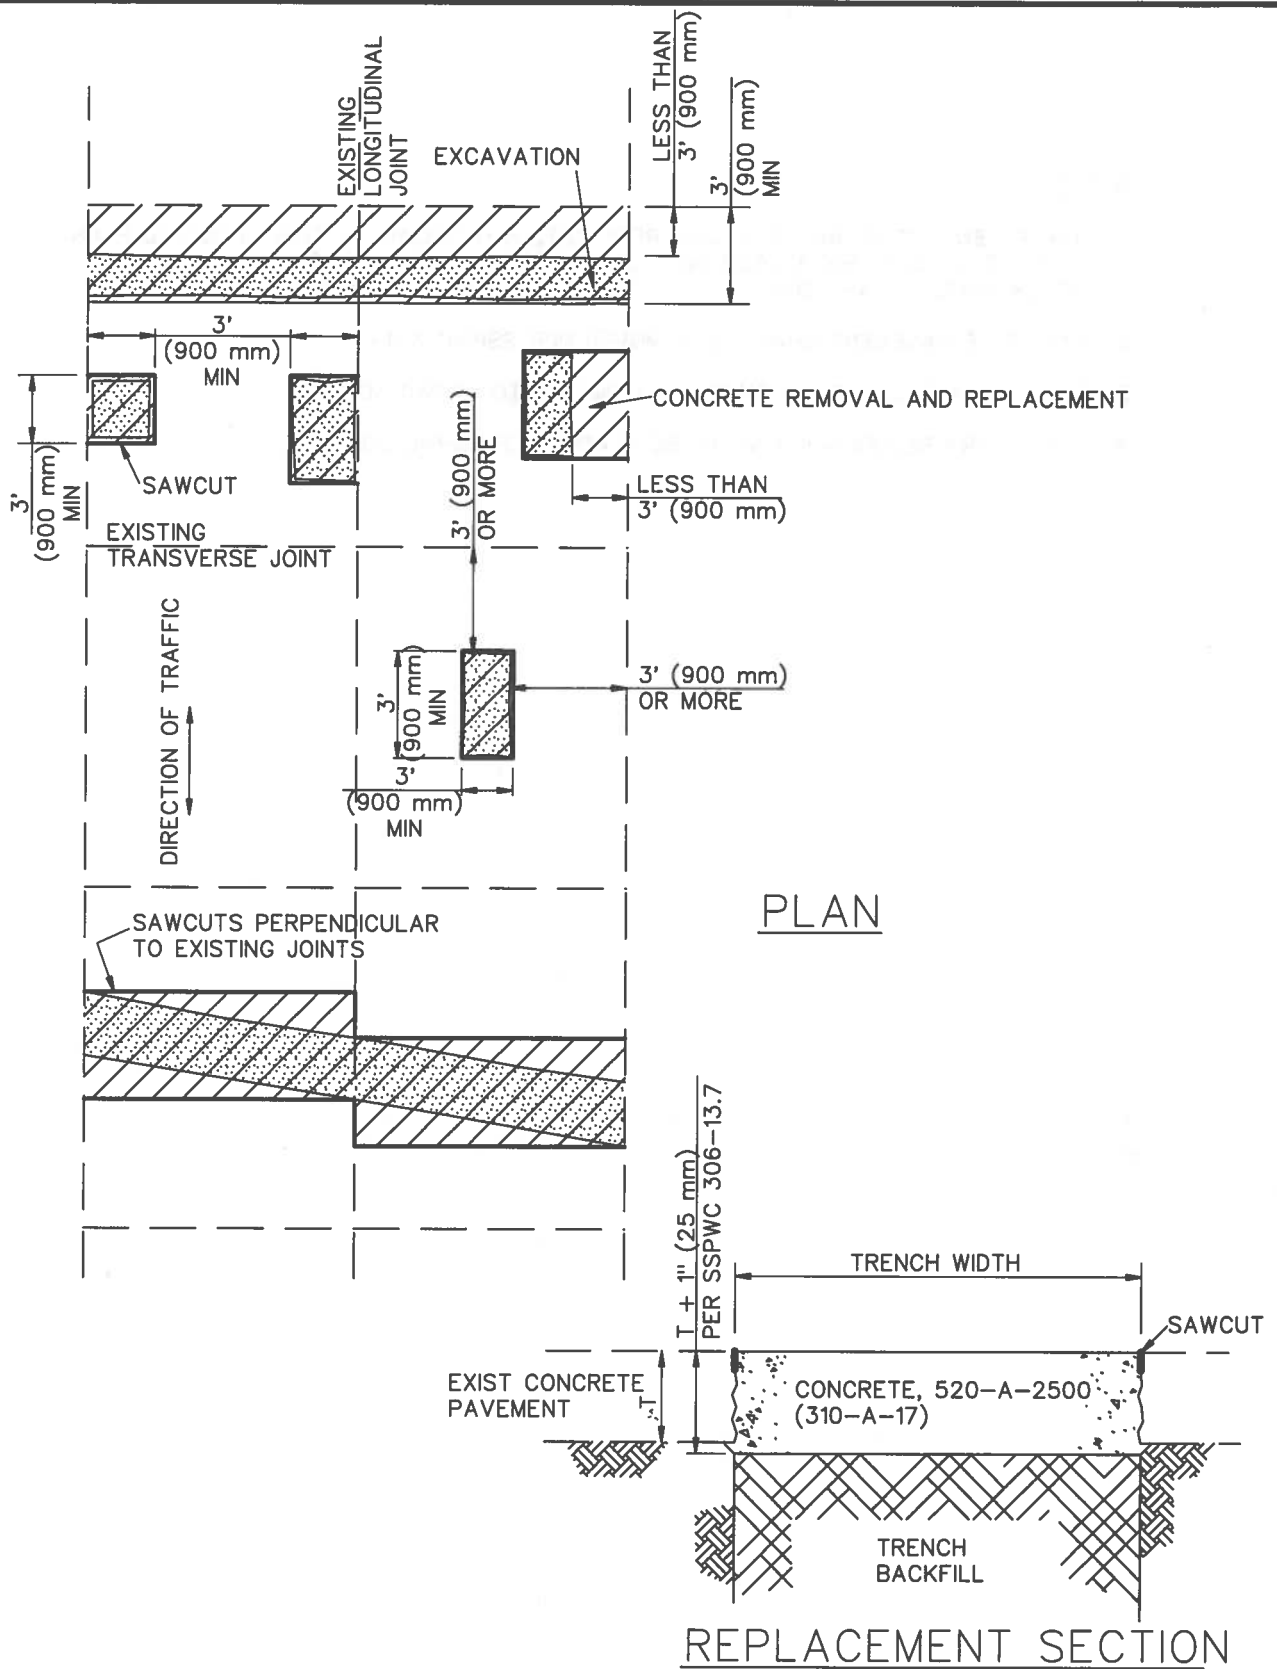 EXISTING
LONGITUDINAL
JOINT
EXCAVATION
LESS THAN
3' (900 mm)
3'
(900 mm)
MIN
3'
(900 mm)
MIN
3'
(900 mm)
MIN
SAWCUT
3' (900 mm)
OR MORE
CONCRETE REMOVAL AND REPLACEMENT
LESS THAN
3' (900 mm)
EXISTING
TRANSVERSE JOINT
DIRECTION OF TRAFFIC
3'
(900 mm)
MIN
3' (900 mm)
OR MORE
3'
(900 mm)
MIN
PLAN
SAWCUTS PERPENDICULAR
TO EXISTING JOINTS
T + 1" (25 mm)
PER SSPWC 306-13.7
TRENCH WIDTH
SAWCUT
EXIST CONCRETE
PAVEMENT
T
CONCRETE, 520-A-2500
(310-A-17)
TRENCH
BACKFILL
REPLACEMENT SECTION